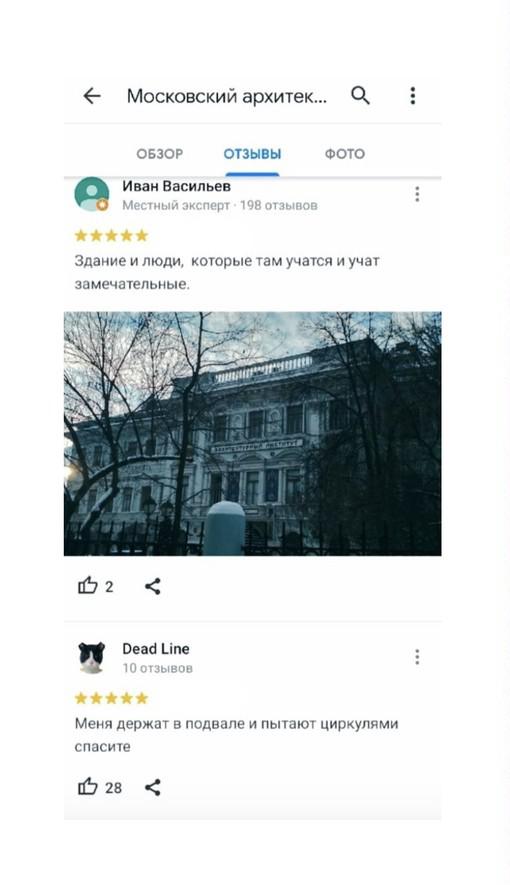 Московский архитек...
ОБЗОР ОТЗЫВЫ ФОТО
Иван Васильев
Местный эксперт · 198 отзывов
Здание и люди, которые там учатся и учат
замечательные.
АРХИТЕКТУРНЫЙ ИНСТИТУТ
2
Dead Line
10 отзывов
Меня держат в подвале и пытают циркулями
спасите
28